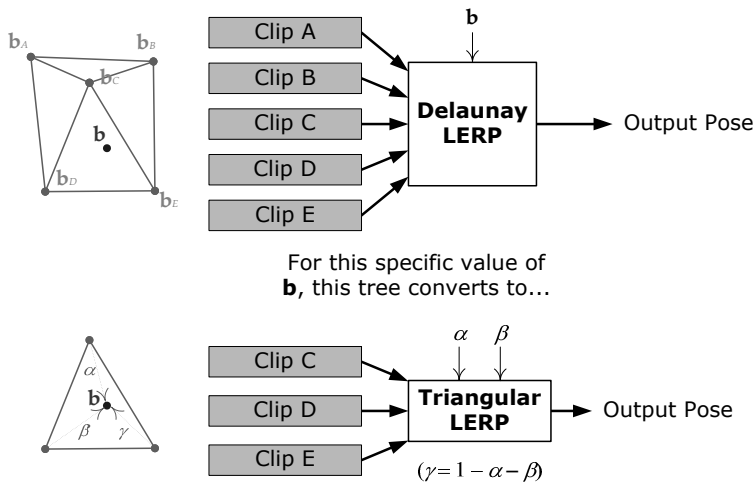 b_A
b_B
b_C
b
b_D
b_E
Clip A
Clip B
Clip C
Clip D
Clip E
b
Delaunay
LERP
Output Pose
For this specific value of
b, this tree converts to...
α
b
β
γ
Clip C
Clip D
Clip E
α
β
Triangular
LERP
Output Pose
(γ = 1 − α − β)